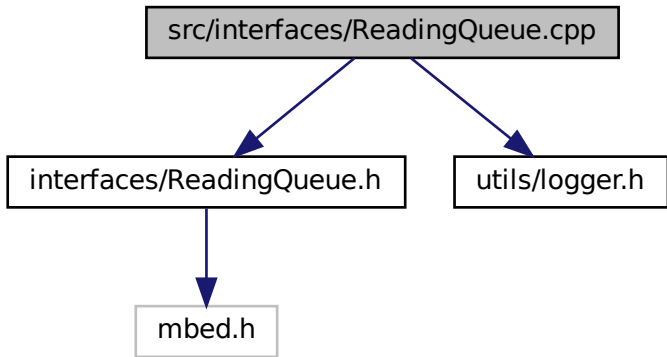 src/interfaces/ReadingQueue.cpp
interfaces/ReadingQueue.h
utils/logger.h
mbed.h